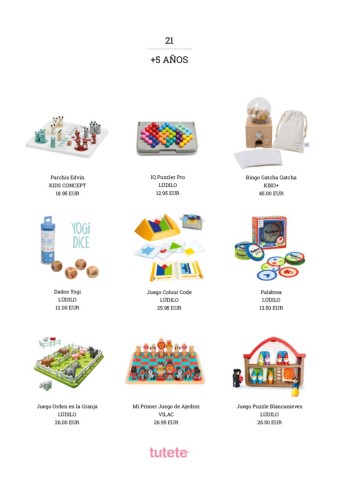 21
+5 AÑOS
Parchís Edvin
KIDS CONCEPT
18.95 EUR
IQ Puzzler Pro
LÚDILO
12.95 EUR
Bingo Gatcha Gatcha
KIKO+
45.00 EUR
YOGI
DICE
Dados Yogi
LÚDILO
12.00 EUR
Juego Colour Code
LÚDILO
25.95 EUR
Palabrea
LÚDILO
13.50 EUR
Juego Orden en la Granja
LÚDILO
26.00 EUR
Mi Primer Juego de Ajedrez
VILAC
26.95 EUR
Juego Puzzle Blancanieves
LÚDILO
26.50 EUR
tutete